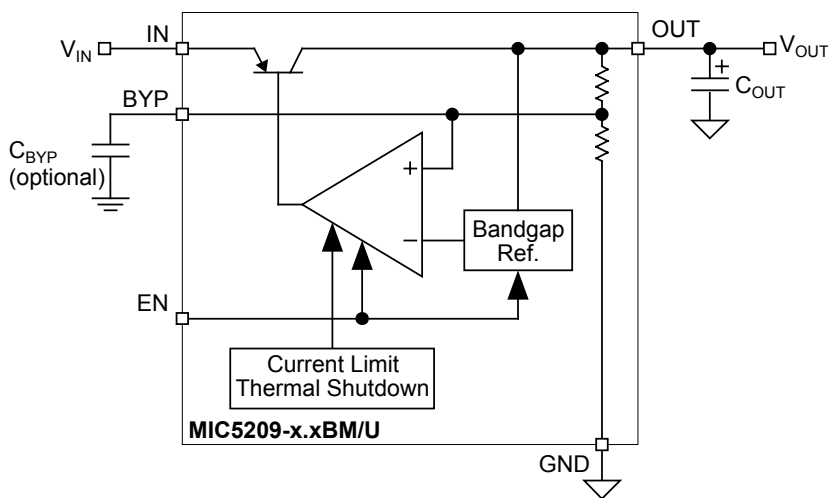 V_IN
IN
OUT
V_OUT
+
C_OUT
BYP
C_BYP
(optional)
+
–
Bandgap
Ref.
EN
Current Limit
Thermal Shutdown
MIC5209-x.xBM/U
GND